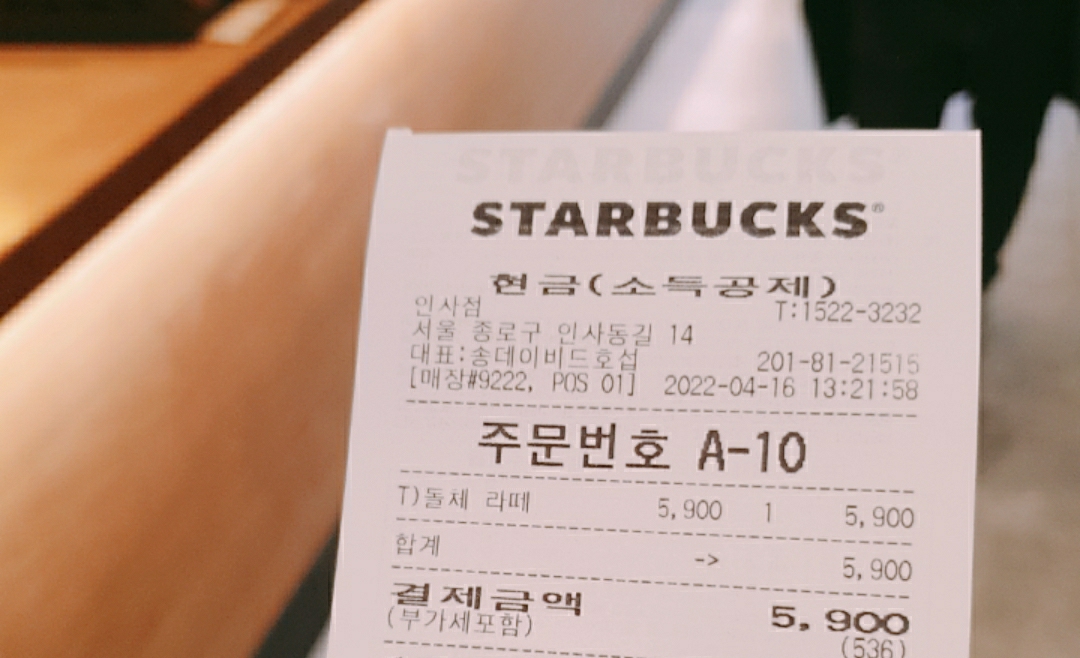 STARBUCKS
STARBUCKS®
현금(소득공제)
인사점 T:1522-3232
서울 종로구 인사동길 14
대표:송데이비드호섭 201-81-21515
[매장#9222, POS 01] 2022-04-16 13:21:58
주문번호 A-10
T)돌체 라떼 5,900 1 5,900
합계 -> 5,900
결제금액 5,900
(부가세포함) (536)